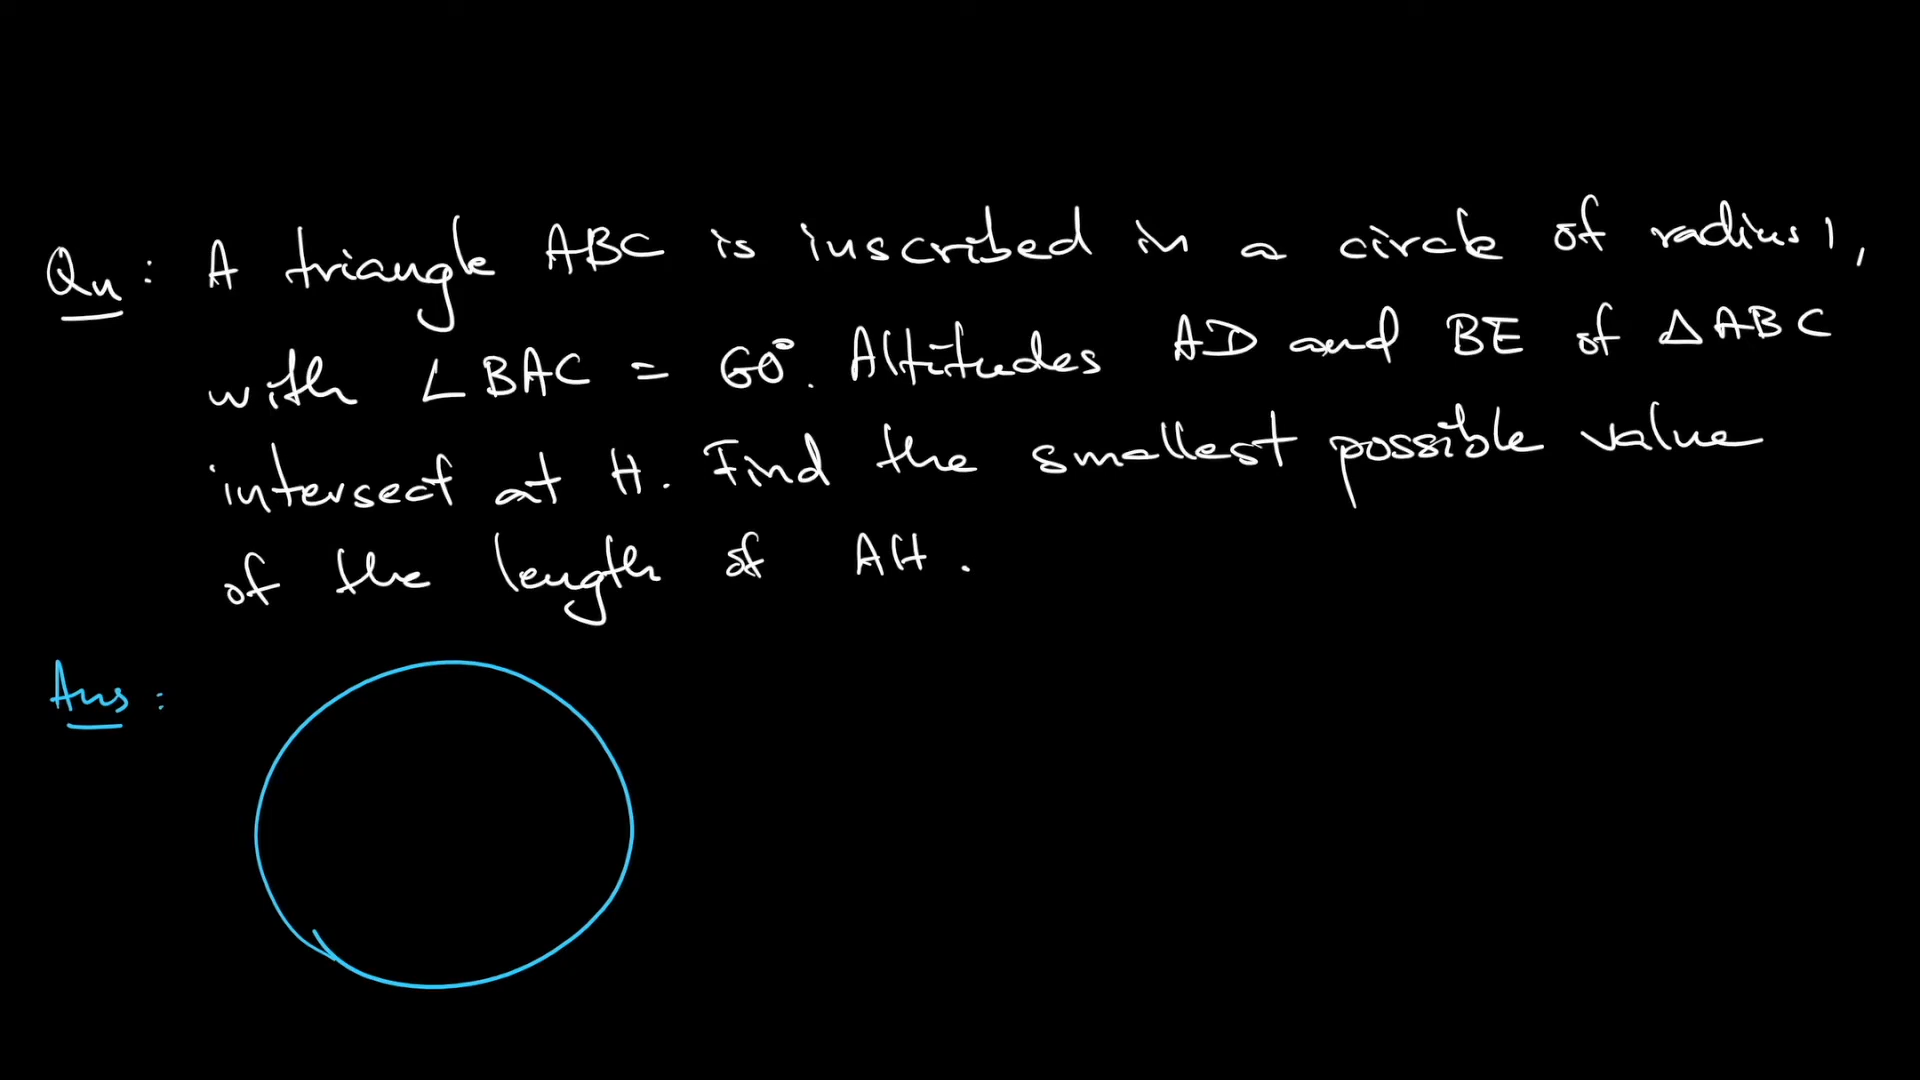 Qn : A triangle ABC is inscribed in a circle of radius 1,
with ∠BAC = 60°. Altitudes AD and BE of △ABC
intersect at H. Find the smallest possible value
of the length of AH.
Ans :